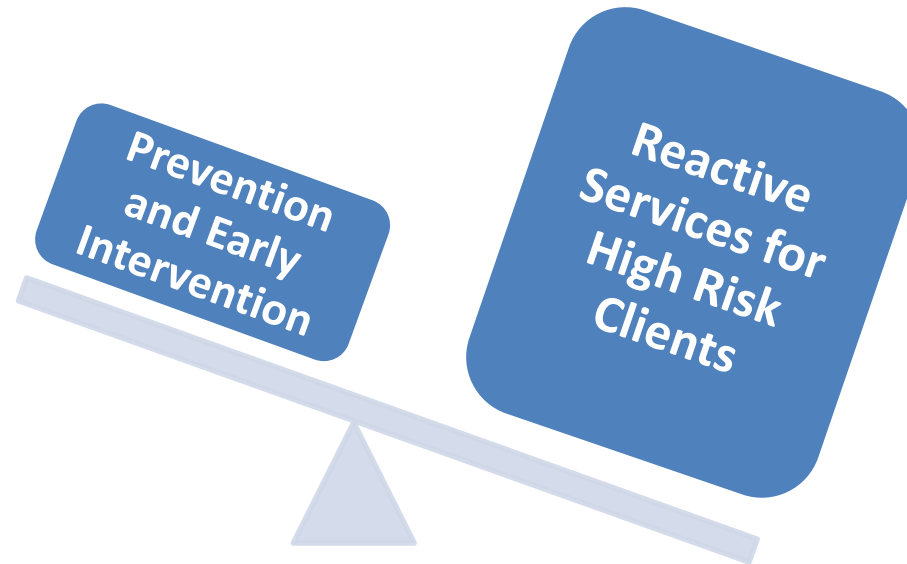 Prevention
and Early
Intervention
Reactive
Services for
High Risk
Clients